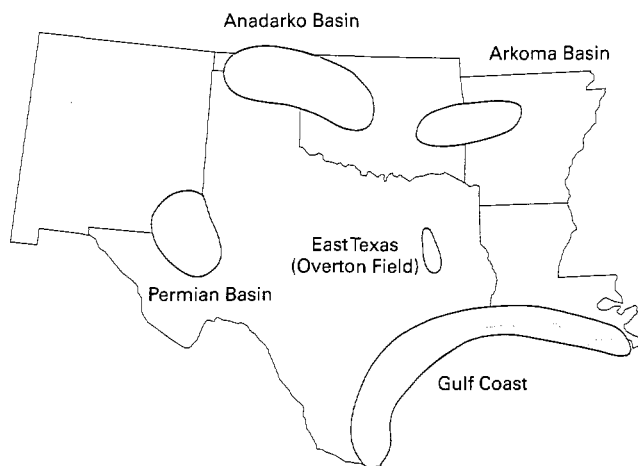 Anadarko Basin
Arkoma Basin
East Texas
(Overton Field)
Permian Basin
Gulf Coast